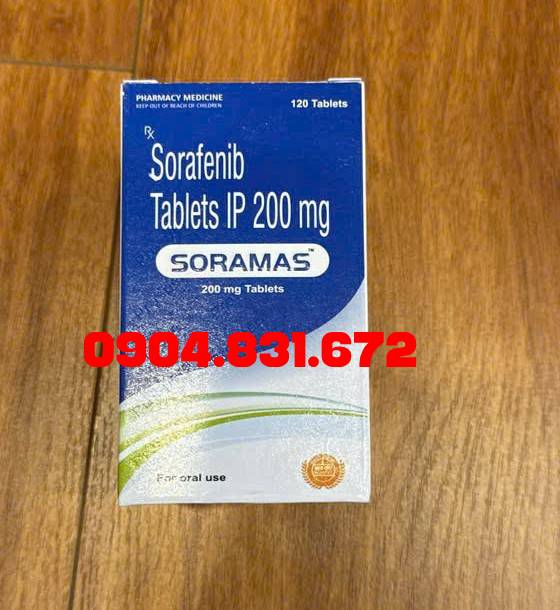 PHARMACY MEDICINE
KEEP OUT OF REACH OF CHILDREN
120 Tablets
Rx
Sorafenib
Tablets IP 200 mg
SORAMAS™
200 mg Tablets
0904.831.672
For oral use